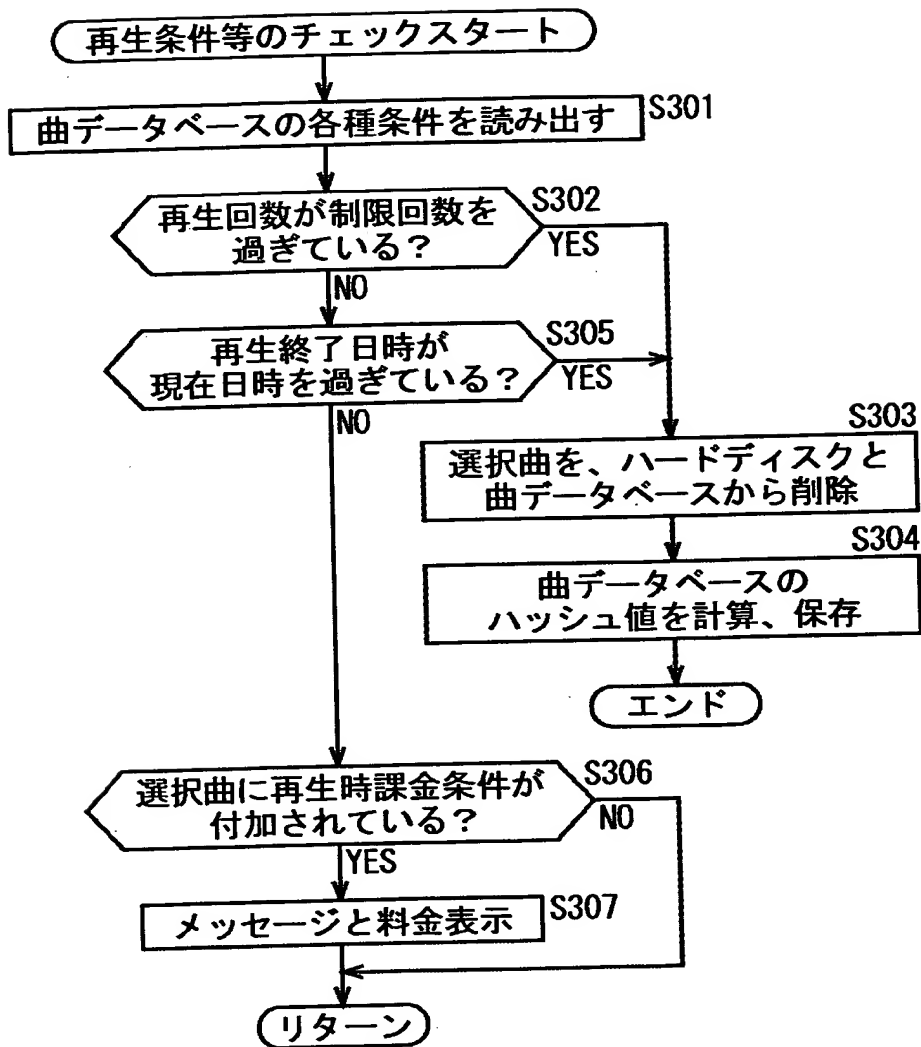 再生条件等のチェックスタート
曲データベースの各種条件を読み出す
S301
再生回数が制限回数を
過ぎている?
S302
YES
NO
再生終了日時が
現在日時を過ぎている?
S305
YES
NO
S303
選択曲を、ハードディスクと
曲データベースから削除
S304
曲データベースの
ハッシュ値を計算、保存
エンド
選択曲に再生時課金条件が
付加されている?
S306
NO
YES
メッセージと料金表示
S307
リターン